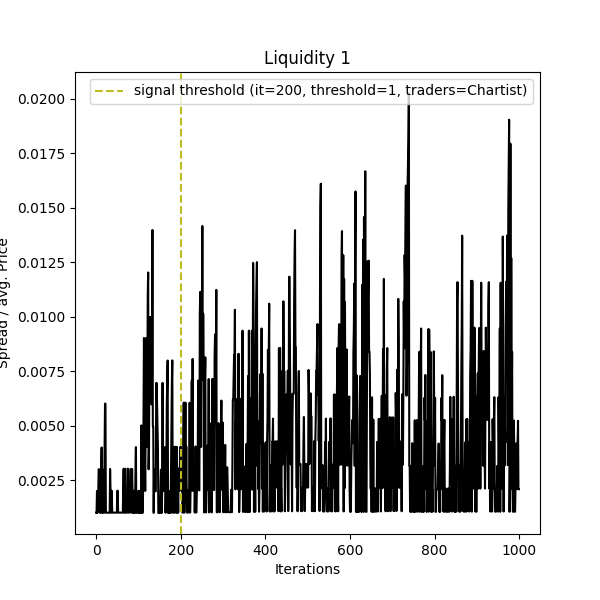 Liquidity 1
signal threshold (it=200, threshold=1, traders=Chartist)
0.0200
0.0175
0.0150
0.0125
0.0100
0.0075
0.0050
0.0025
Spread / avg. Price
0 200 400 600 800 1000
Iterations